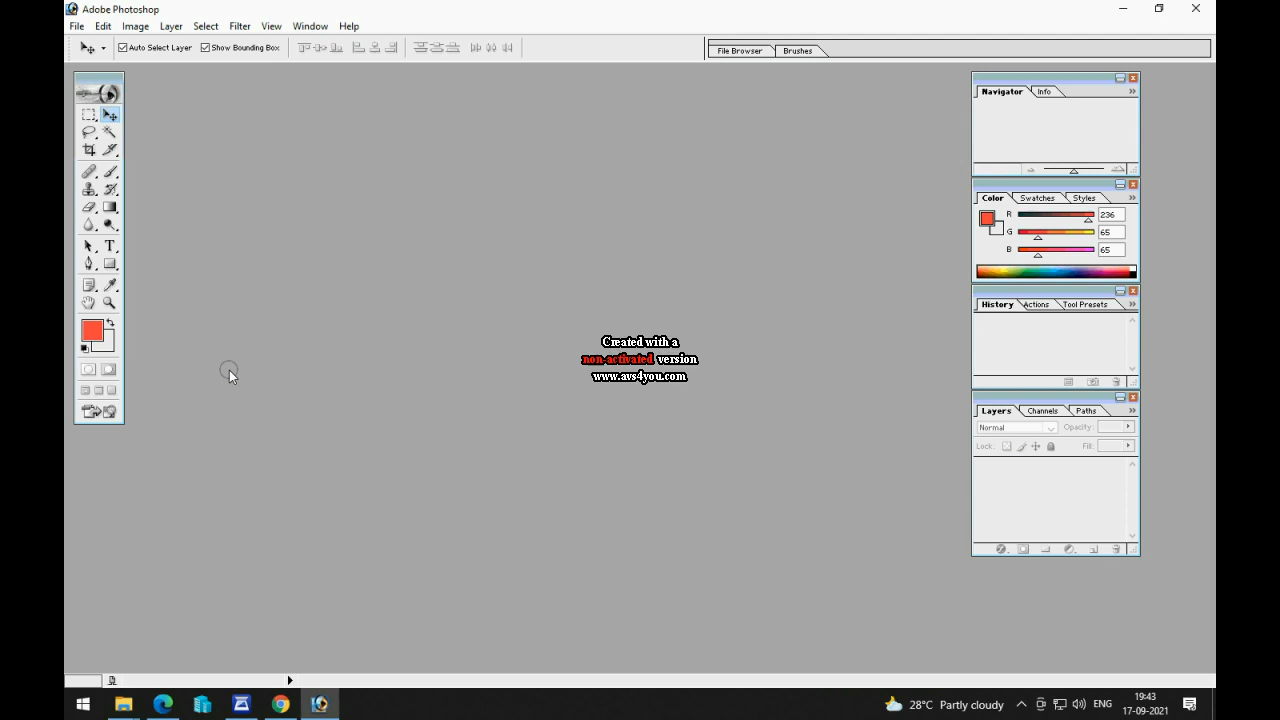 Adobe Photoshop
File Edit Image Layer Select Filter View Window Help
Auto Select Layer Show Bounding Box File Browser Brushes
Navigator Info
Color Swatches Styles
R 236
G 65
B 65
History Actions Tool Presets
Created with a
non-activated version
www.avs4you.com
Layers Channels Paths
Normal Opacity:
Lock: Fill:
28°C Partly cloudy ENG 19:43
17-09-2021